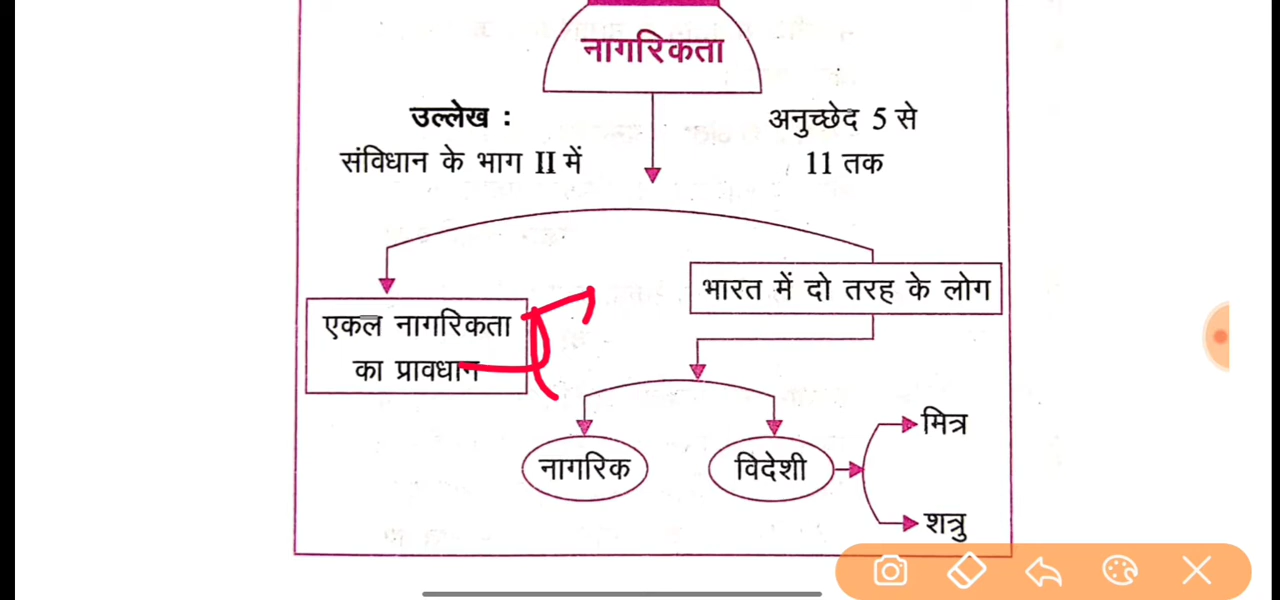 नागरिकता
उल्लेख :
संविधान के भाग II में
अनुच्छेद 5 से
11 तक
एकल नागरिकता
का प्रावधान
भारत में दो तरह के लोग
नागरिक
विदेशी
मित्र
शत्रु